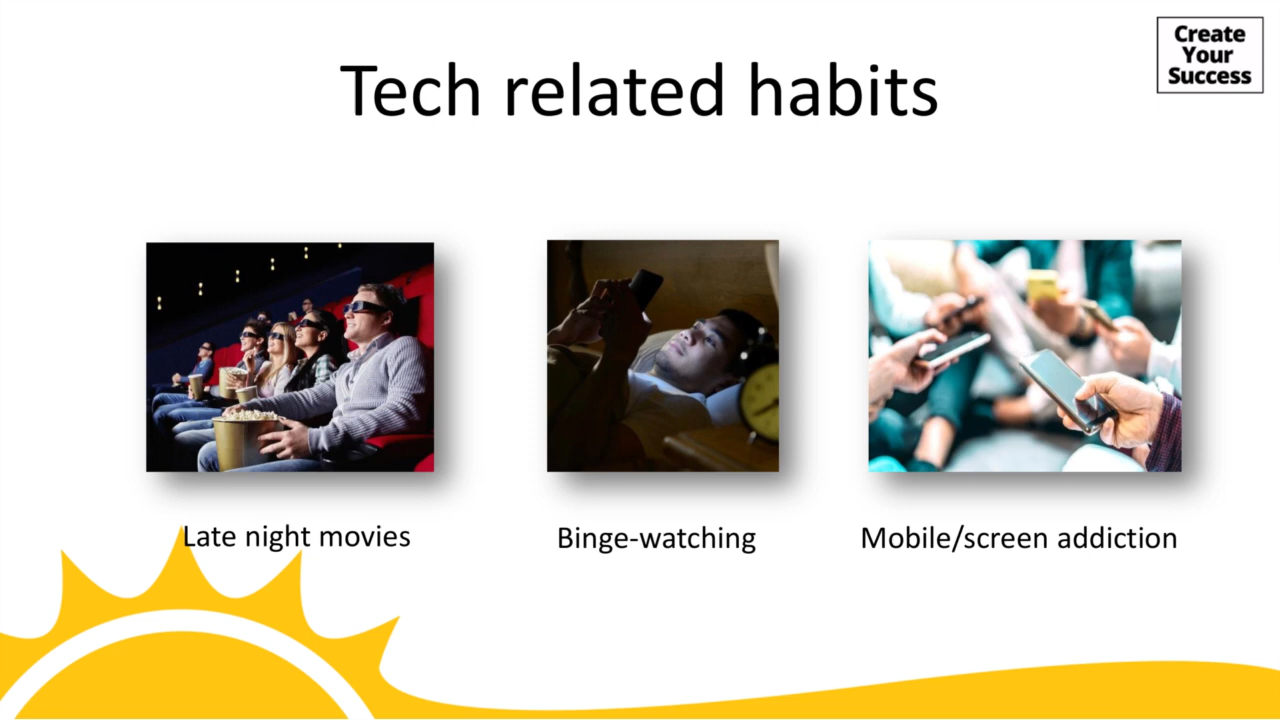 Create
Your
Success
Tech related habits
Late night movies
Binge-watching
Mobile/screen addiction